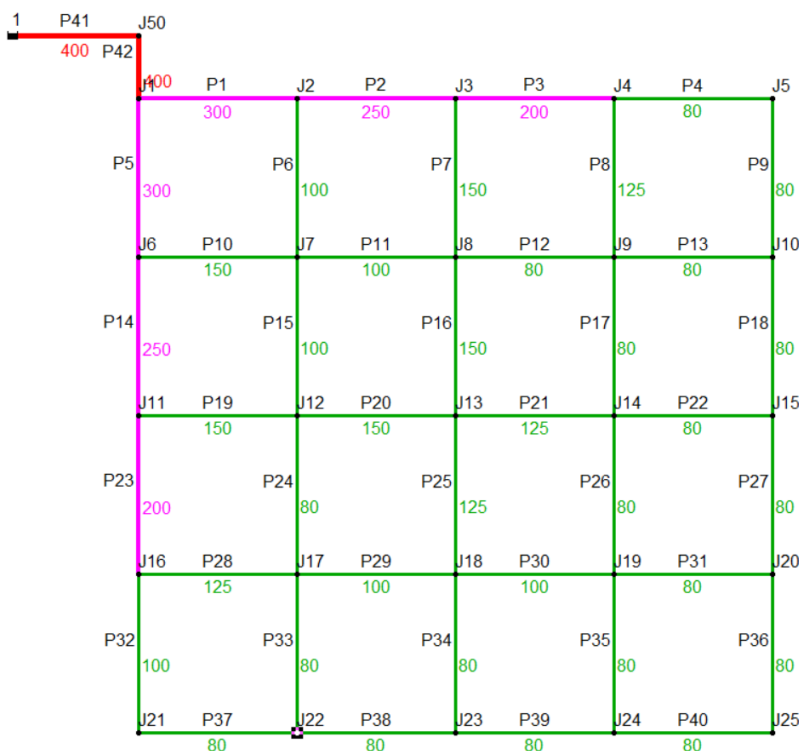 1 P41 J50
400 P42
400
J1 P1 J2 P2 J3 P3 J4 P4 J5
300 250 200 80
P5 P6 P7 P8 P9
300 100 150 125 80
J6 P10 J7 P11 J8 P12 J9 P13 J10
150 100 80 80
P14 P15 P16 P17 P18
250 100 150 80 80
J11 P19 J12 P20 J13 P21 J14 P22 J15
150 150 125 80
P23 P24 P25 P26 P27
200 80 125 80 80
J16 P28 J17 P29 J18 P30 J19 P31 J20
125 100 100 80
P32 P33 P34 P35 P36
100 80 80 80 80
J21 P37 J22 P38 J23 P39 J24 P40 J25
80 80 80 80